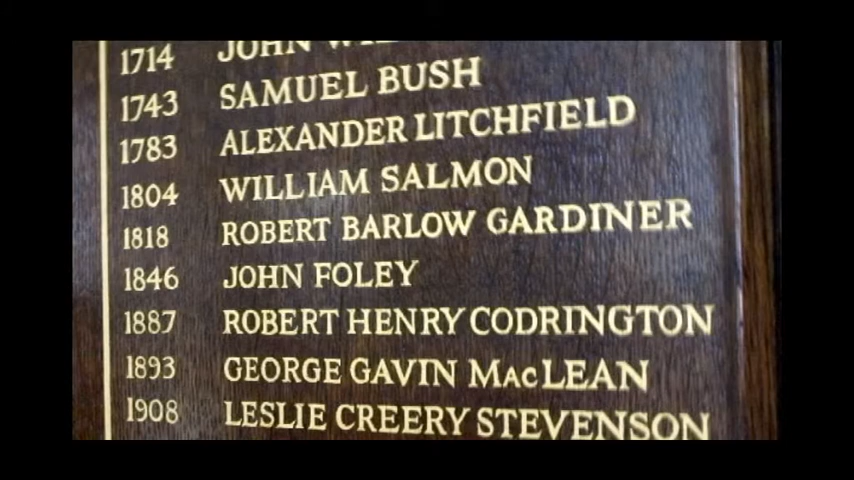 1714 JOHN
1743 SAMUEL BUSH
1783 ALEXANDER LITCHFIELD
1804 WILLIAM SALMON
1818 ROBERT BARLOW GARDINER
1846 JOHN FOLEY
1887 ROBERT HENRY CODRINGTON
1893 GEORGE GAVIN MacLEAN
1908 LESLIE CREERY STEVENSON